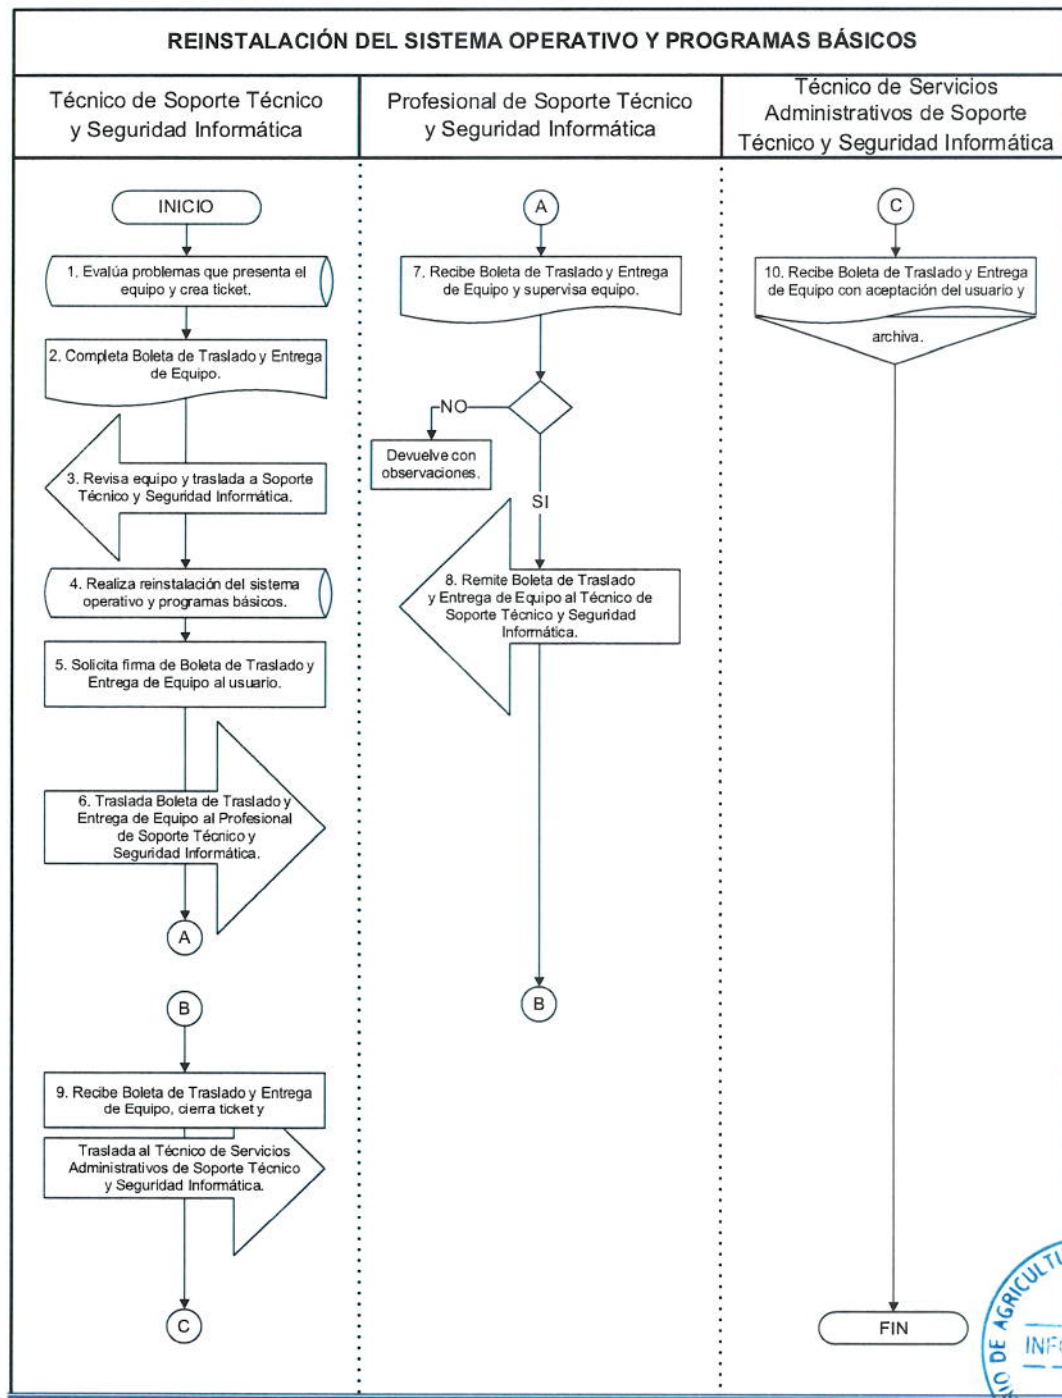 REINSTALACIÓN DEL SISTEMA OPERATIVO Y PROGRAMAS BÁSICOS
Técnico de Soporte Técnico
y Seguridad Informática
Profesional de Soporte Técnico
y Seguridad Informática
Técnico de Servicios
Administrativos de Soporte
Técnico y Seguridad Informática
INICIO
1. Evalúa problemas que presenta el
equipo y crea ticket.
2. Completa Boleta de Traslado y Entrega
de Equipo.
3. Revisa equipo y traslada a Soporte
Técnico y Seguridad Informática.
4. Realiza reinstalación del sistema
operativo y programas básicos.
5. Solicita firma de Boleta de Traslado y
Entrega de Equipo al usuario.
6. Traslada Boleta de Traslado y
Entrega de Equipo al Profesional
de Soporte Técnico y
Seguridad Informática.
A
B
9. Recibe Boleta de Traslado y Entrega
de Equipo, cierra ticket y
Traslada al Técnico de Servicios
Administrativos de Soporte Técnico
y Seguridad Informática.
C
A
7. Recibe Boleta de Traslado y Entrega
de Equipo y supervisa equipo.
NO
Devuelve con
observaciones.
SI
8. Remite Boleta de Traslado
y Entrega de Equipo al Técnico de
Soporte Técnico y Seguridad
Informática.
B
C
10. Recibe Boleta de Traslado y Entrega
de Equipo con aceptación del usuario y
archiva.
FIN
DE AGRICULTU
INF